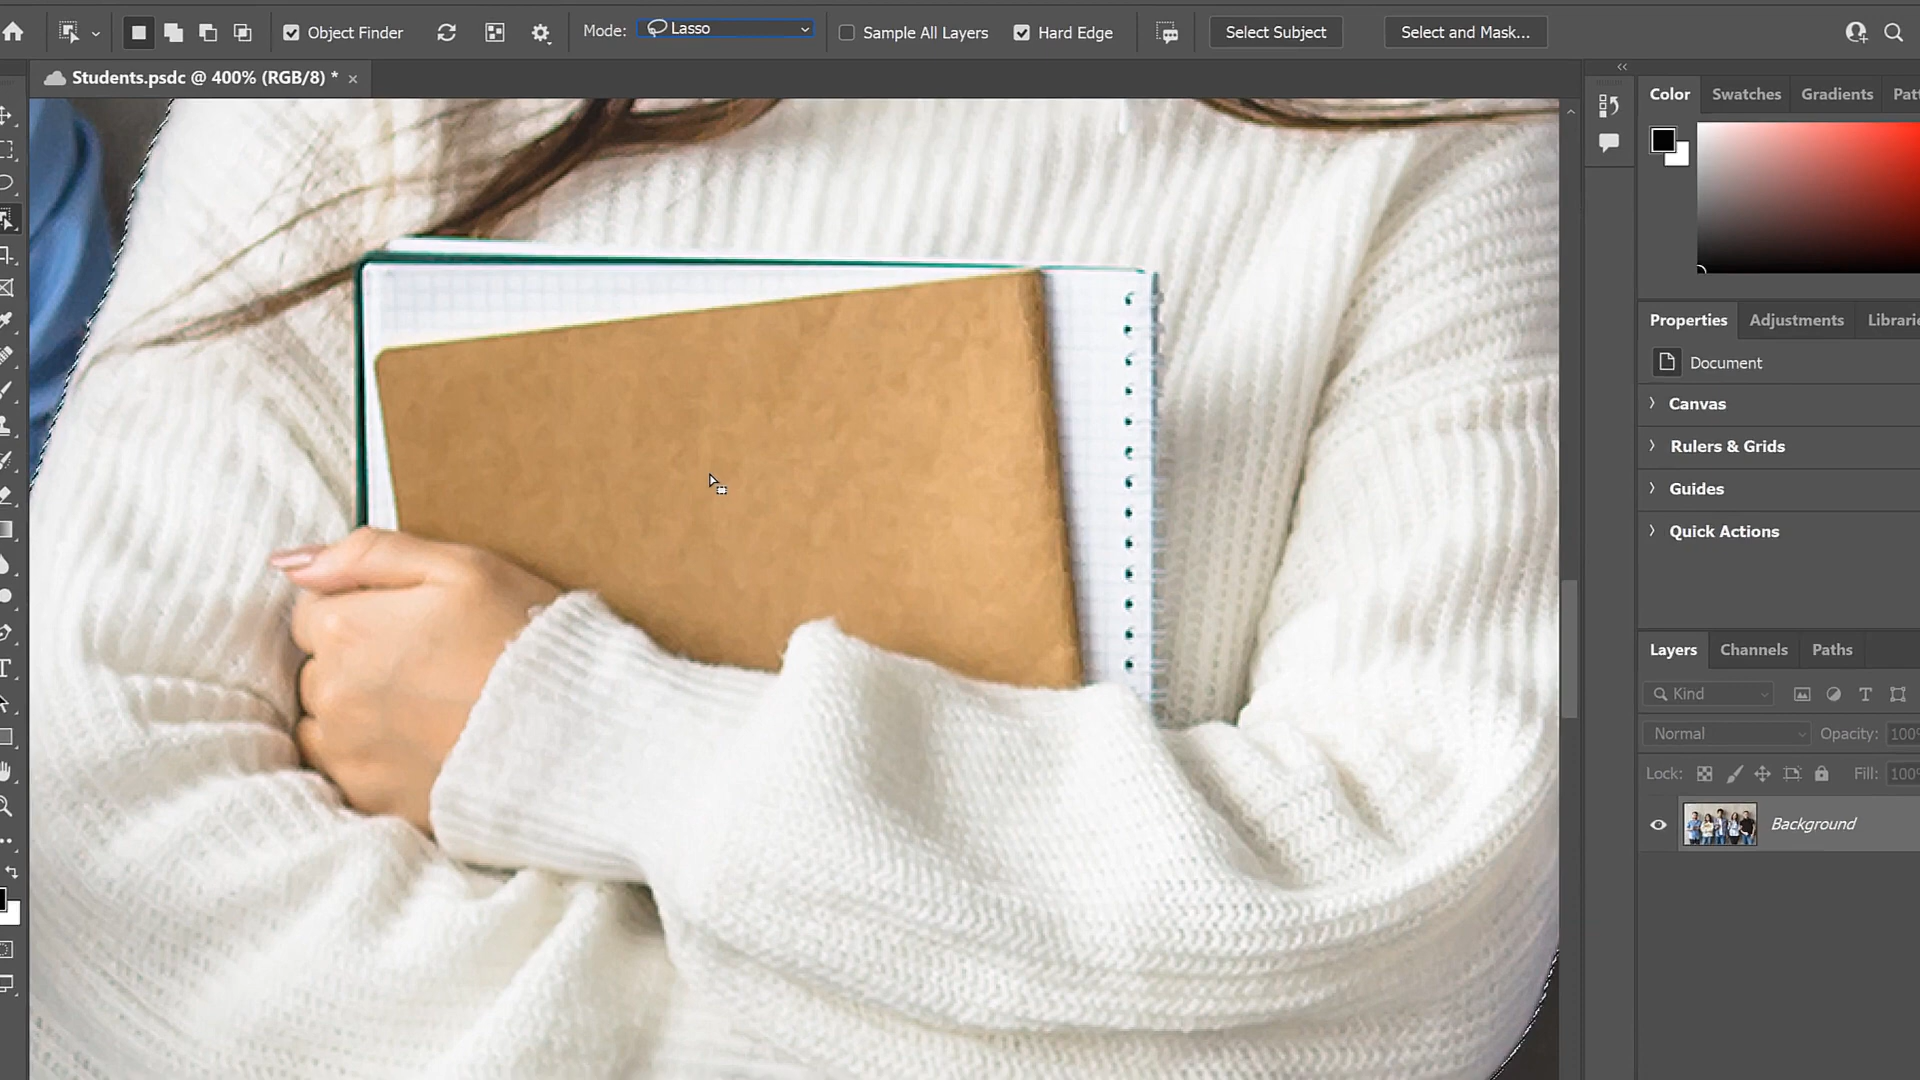 Object Finder
Mode: Lasso
Sample All Layers
Hard Edge
Select Subject
Select and Mask...
Students.psdc @ 400% (RGB/8) *
Color
Swatches
Gradients
Patt
Properties
Adjustments
Librarie
Document
Canvas
Rulers & Grids
Guides
Quick Actions
Layers
Channels
Paths
Kind
Normal
Opacity: 100%
Lock:
Fill: 100%
Background